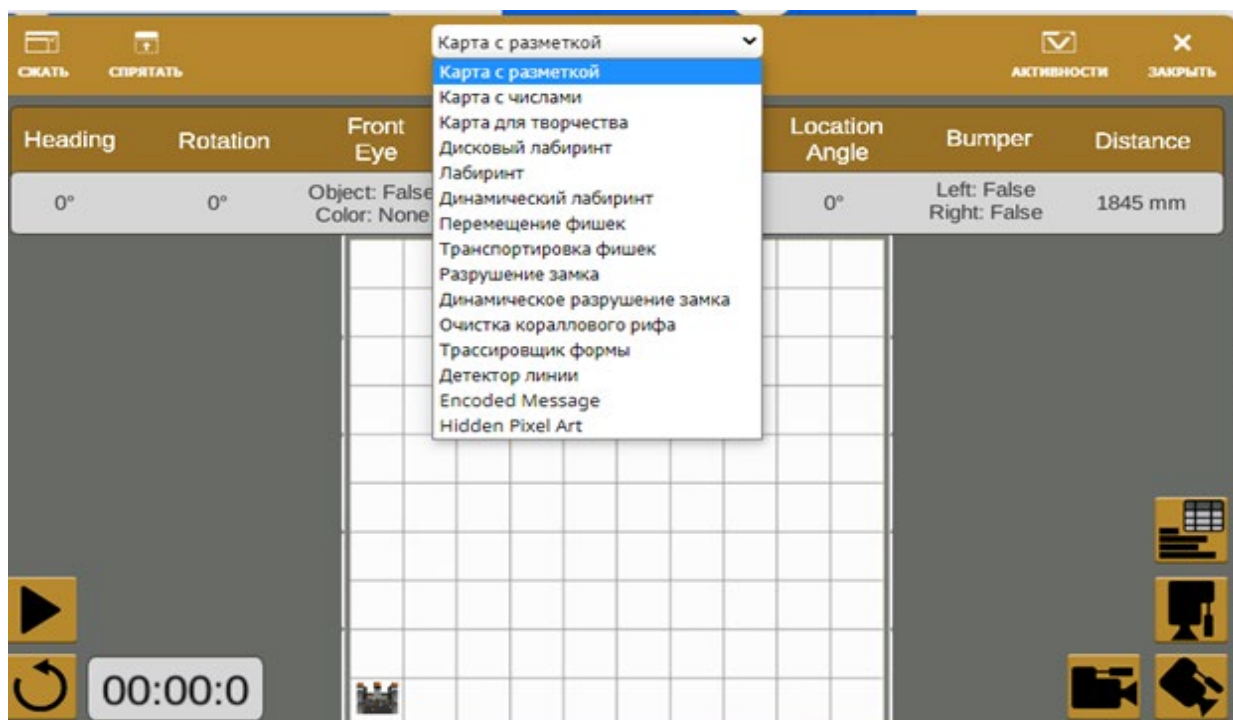 Карта с разметкой
СЖАТЬ
СПРЯТАТЬ
АКТИВНОСТИ
ЗАКРЫТЬ
Карта с разметкой
Карта с числами
Карта для творчества
Дисковый лабиринт
Лабиринт
Динамический лабиринт
Перемещение фишек
Транспортировка фишек
Разрушение замка
Динамическое разрушение замка
Очистка кораллового рифа
Трассировщик формы
Детектор линии
Encoded Message
Hidden Pixel Art
Heading
Rotation
Front
Eye
Location
Angle
Bumper
Distance
0°
0°
Object: False
Color: None
0°
Left: False
Right: False
1845 mm
00:00:0